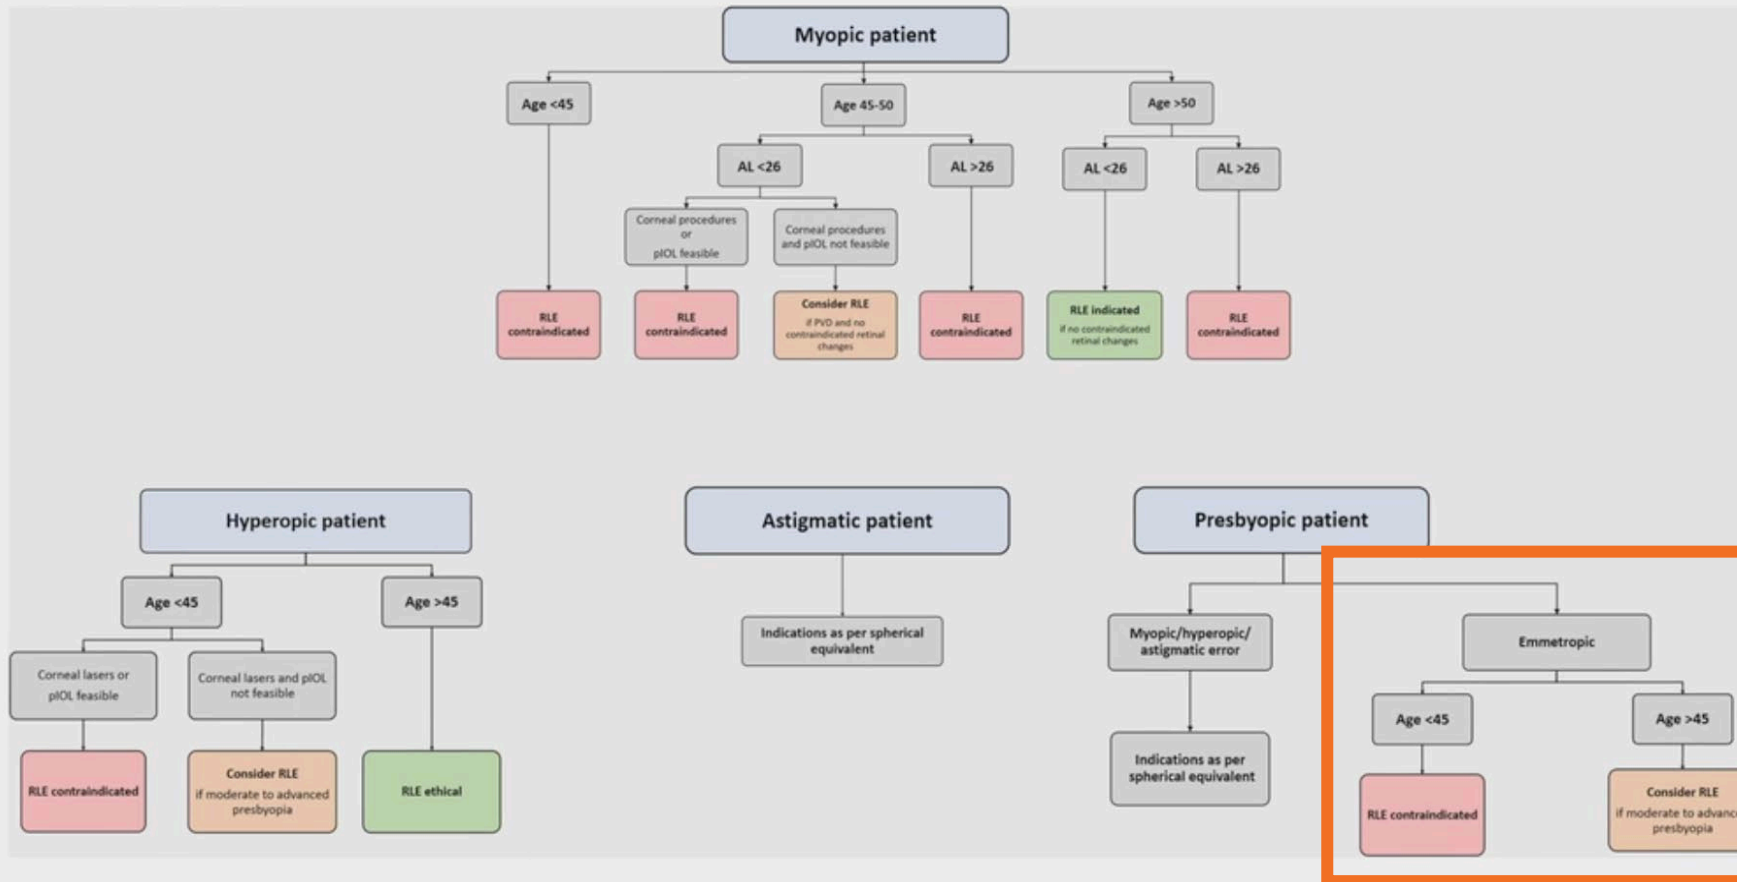 Myopic patient
Age <45
Age 45-50
Age >50
AL <26
AL >26
AL <26
AL >26
Corneal procedures
or
pIOL feasible
Corneal procedures
and pIOL not feasible
RLE
contraindicated
RLE
contraindicated
Consider RLE
if PVD and no
contraindicated retinal
changes
RLE
contraindicated
RLE indicated
if no contraindicated
retinal changes
RLE
contraindicated
Hyperopic patient
Age <45
Age >45
Corneal lasers or
pIOL feasible
Corneal lasers and pIOL
not feasible
RLE contraindicated
Consider RLE
if moderate to advanced
presbyopia
RLE ethical
Astigmatic patient
Indications as per spherical
equivalent
Presbyopic patient
Myopic/hyperopic/
astigmatic error
Emmetropic
Indications as per
spherical equivalent
Age <45
Age >45
RLE contraindicated
Consider RLE
if moderate to
presbyopia